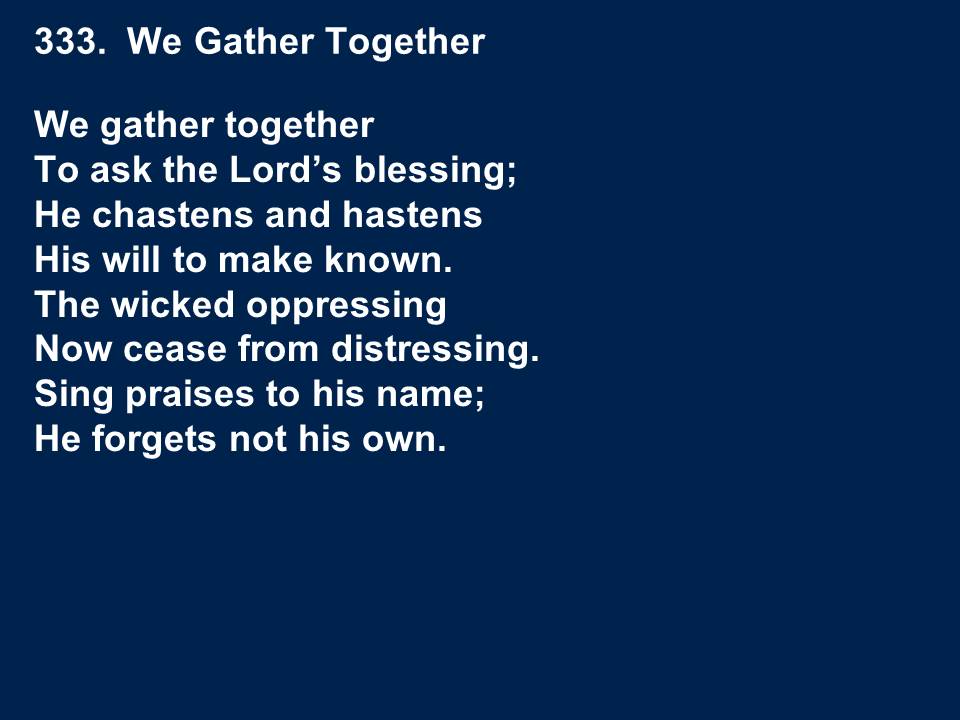 333.  We Gather Together
We gather together
To ask the Lord’s blessing;
He chastens and hastens
His will to make known.
The wicked oppressing
Now cease from distressing.
Sing praises to his name;
He forgets not his own.